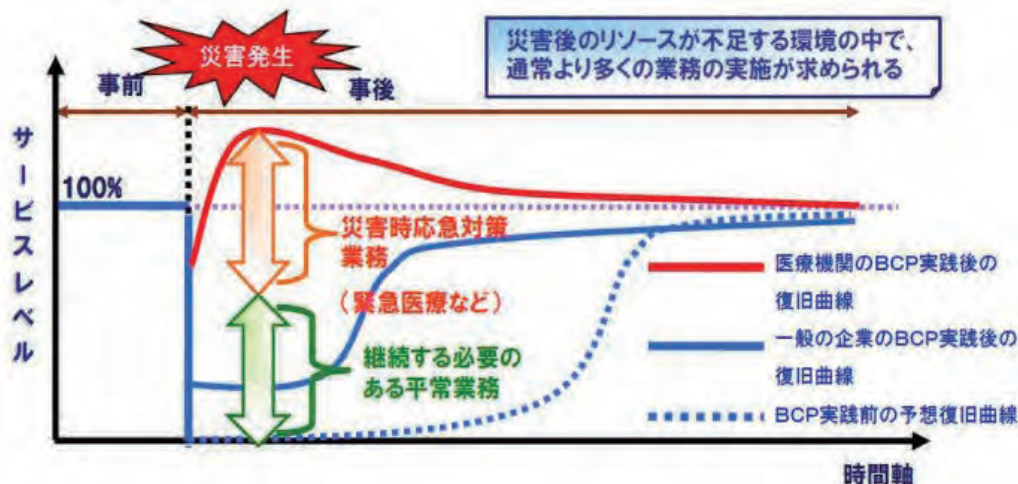 災害発生
災害後のリソースが不足する環境の中で、
通常より多くの業務の実施が求められる
事前
事後
サービスレベル
100%
災害時応急対策
業務
（緊急医療など）
継続する必要の
ある平常業務
医療機関のBCP実践後の
復旧曲線
一般の企業のBCP実践後の
復旧曲線
BCP実践前の予想復旧曲線
時間軸